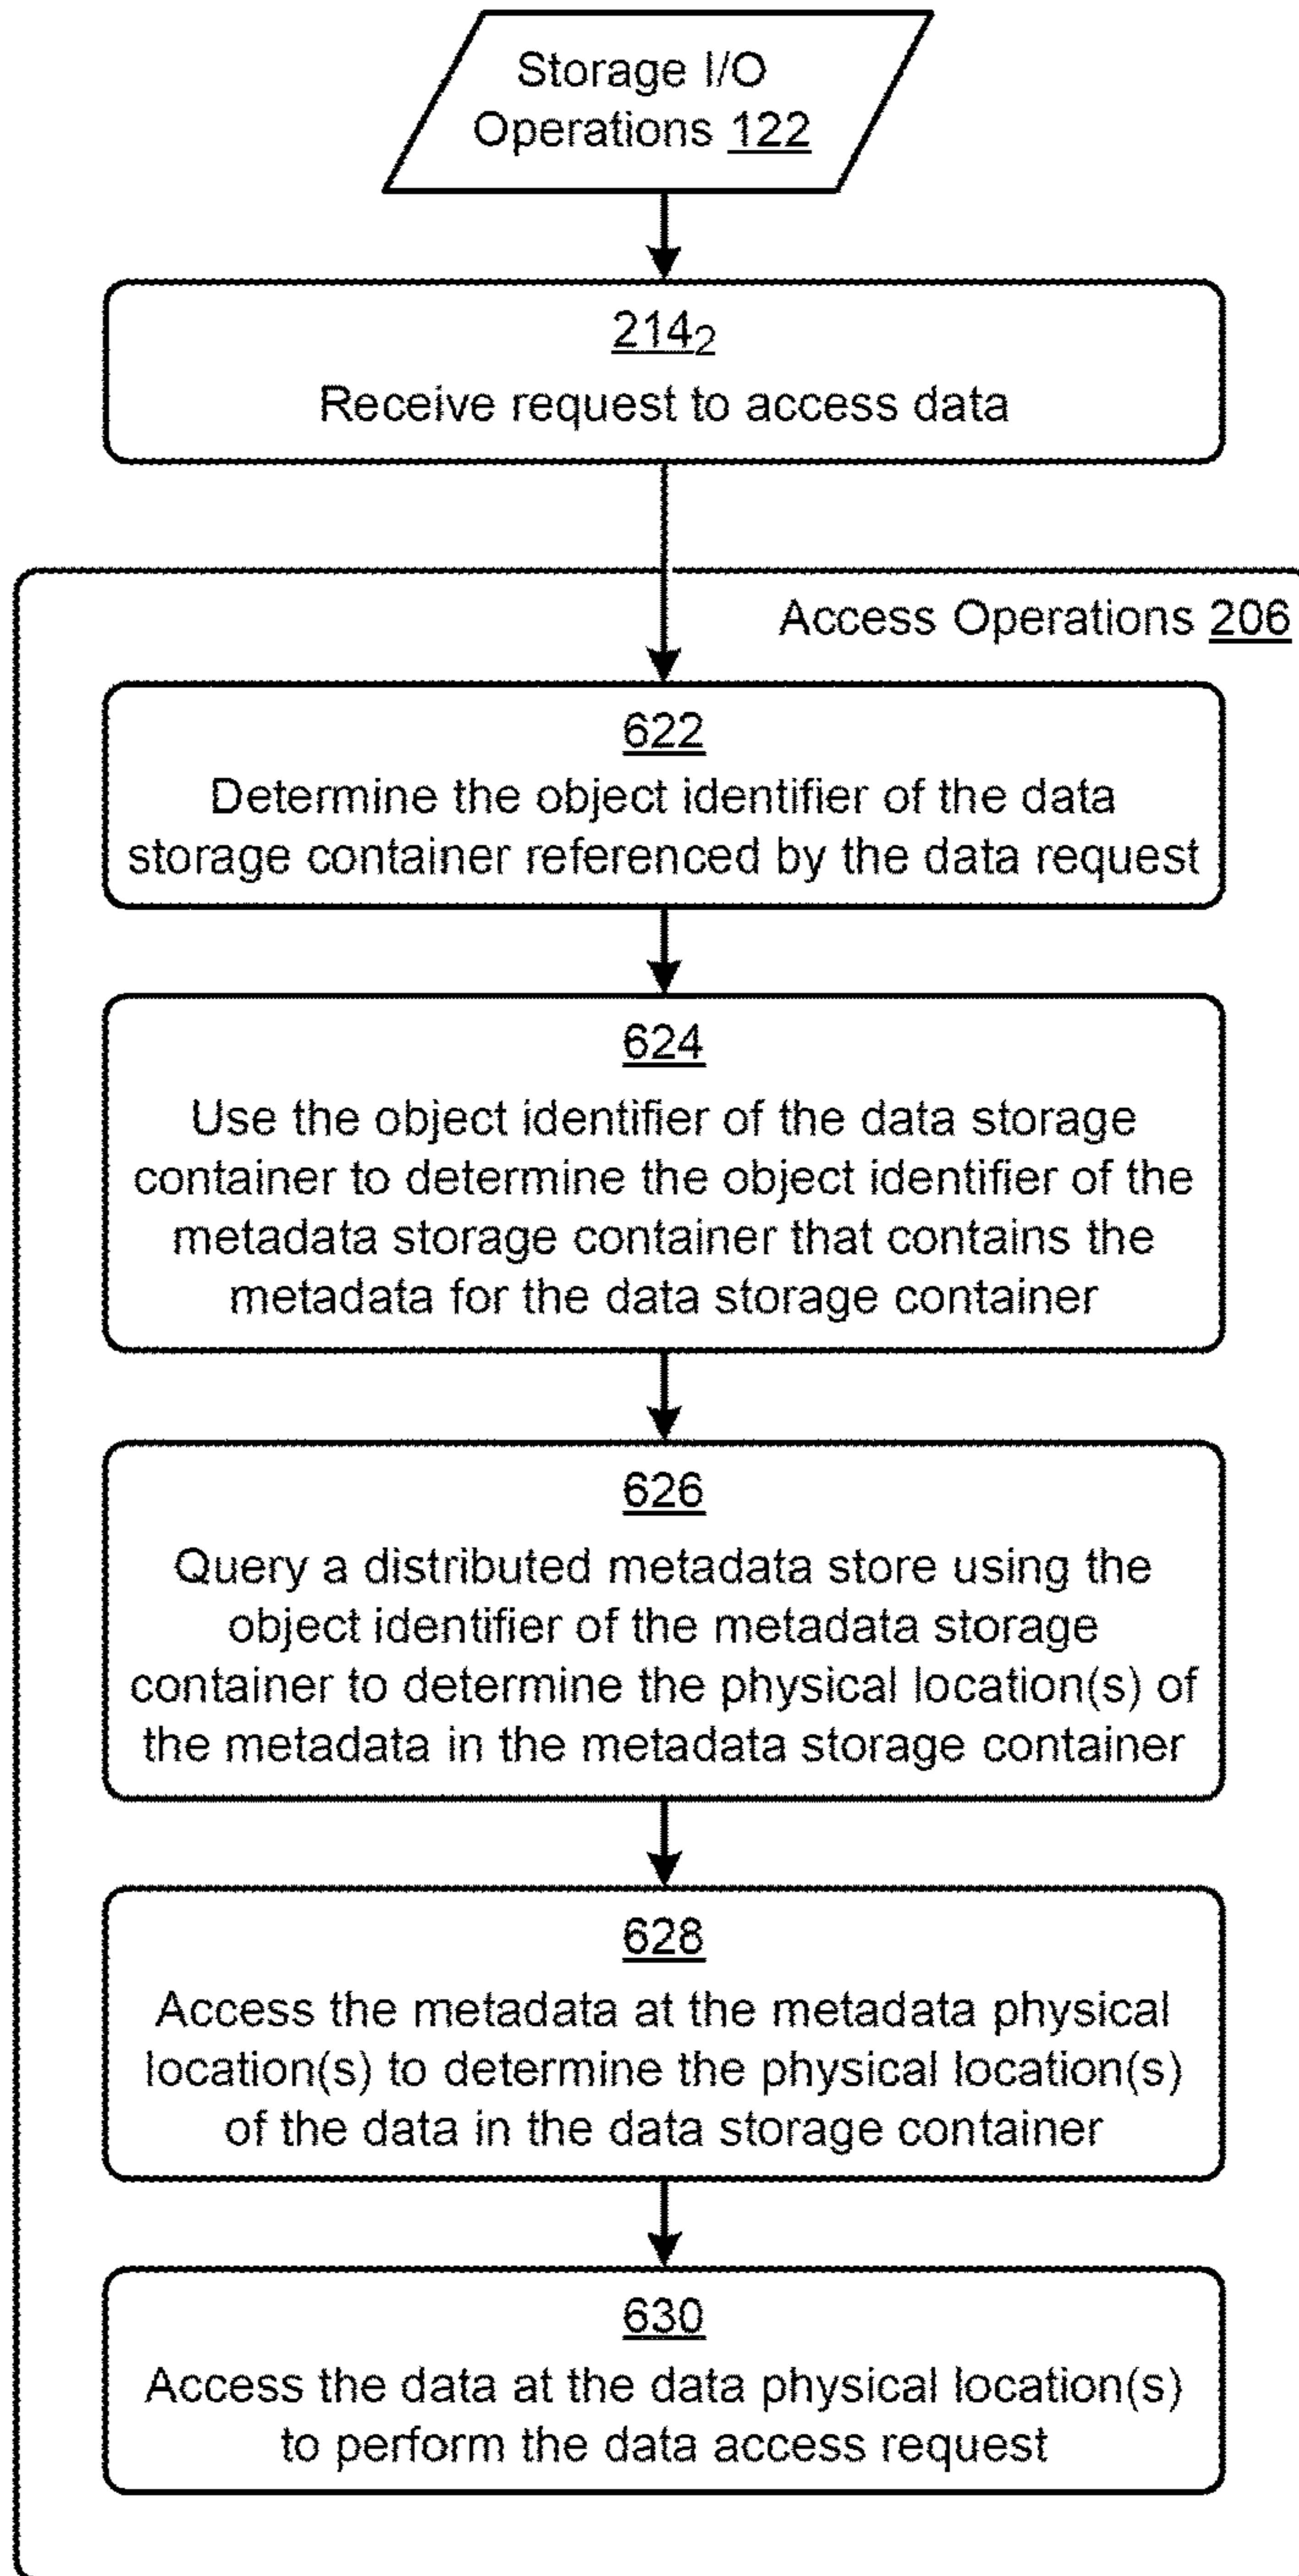 Storage I/O
Operations 122
214₂
Receive request to access data
Access Operations 206
622
Determine the object identifier of the data
storage container referenced by the data request
624
Use the object identifier of the data storage
container to determine the object identifier of the
metadata storage container that contains the
metadata for the data storage container
626
Query a distributed metadata store using the
object identifier of the metadata storage
container to determine the physical location(s) of
the metadata in the metadata storage container
628
Access the metadata at the metadata physical
location(s) to determine the physical location(s)
of the data in the data storage container
630
Access the data at the data physical location(s)
to perform the data access request